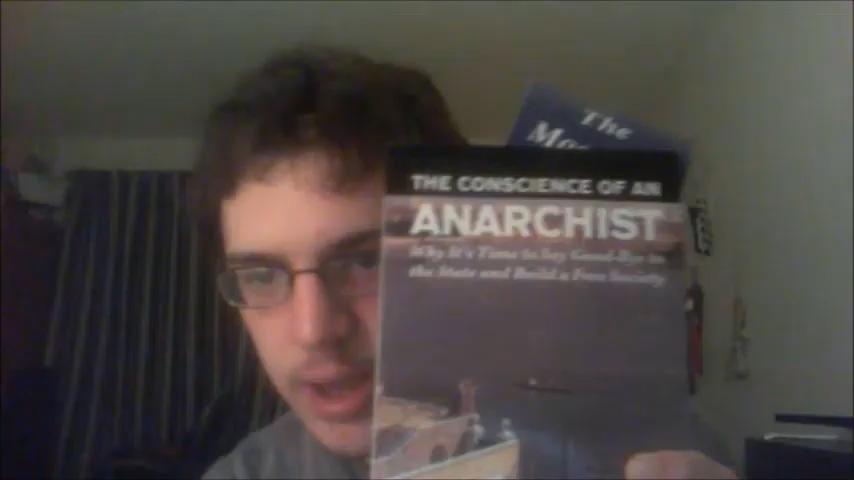 The
THE CONSCIENCE OF AN
ANARCHIST
Why It's Time to Say Good-Bye to
the State and Build a Free Society